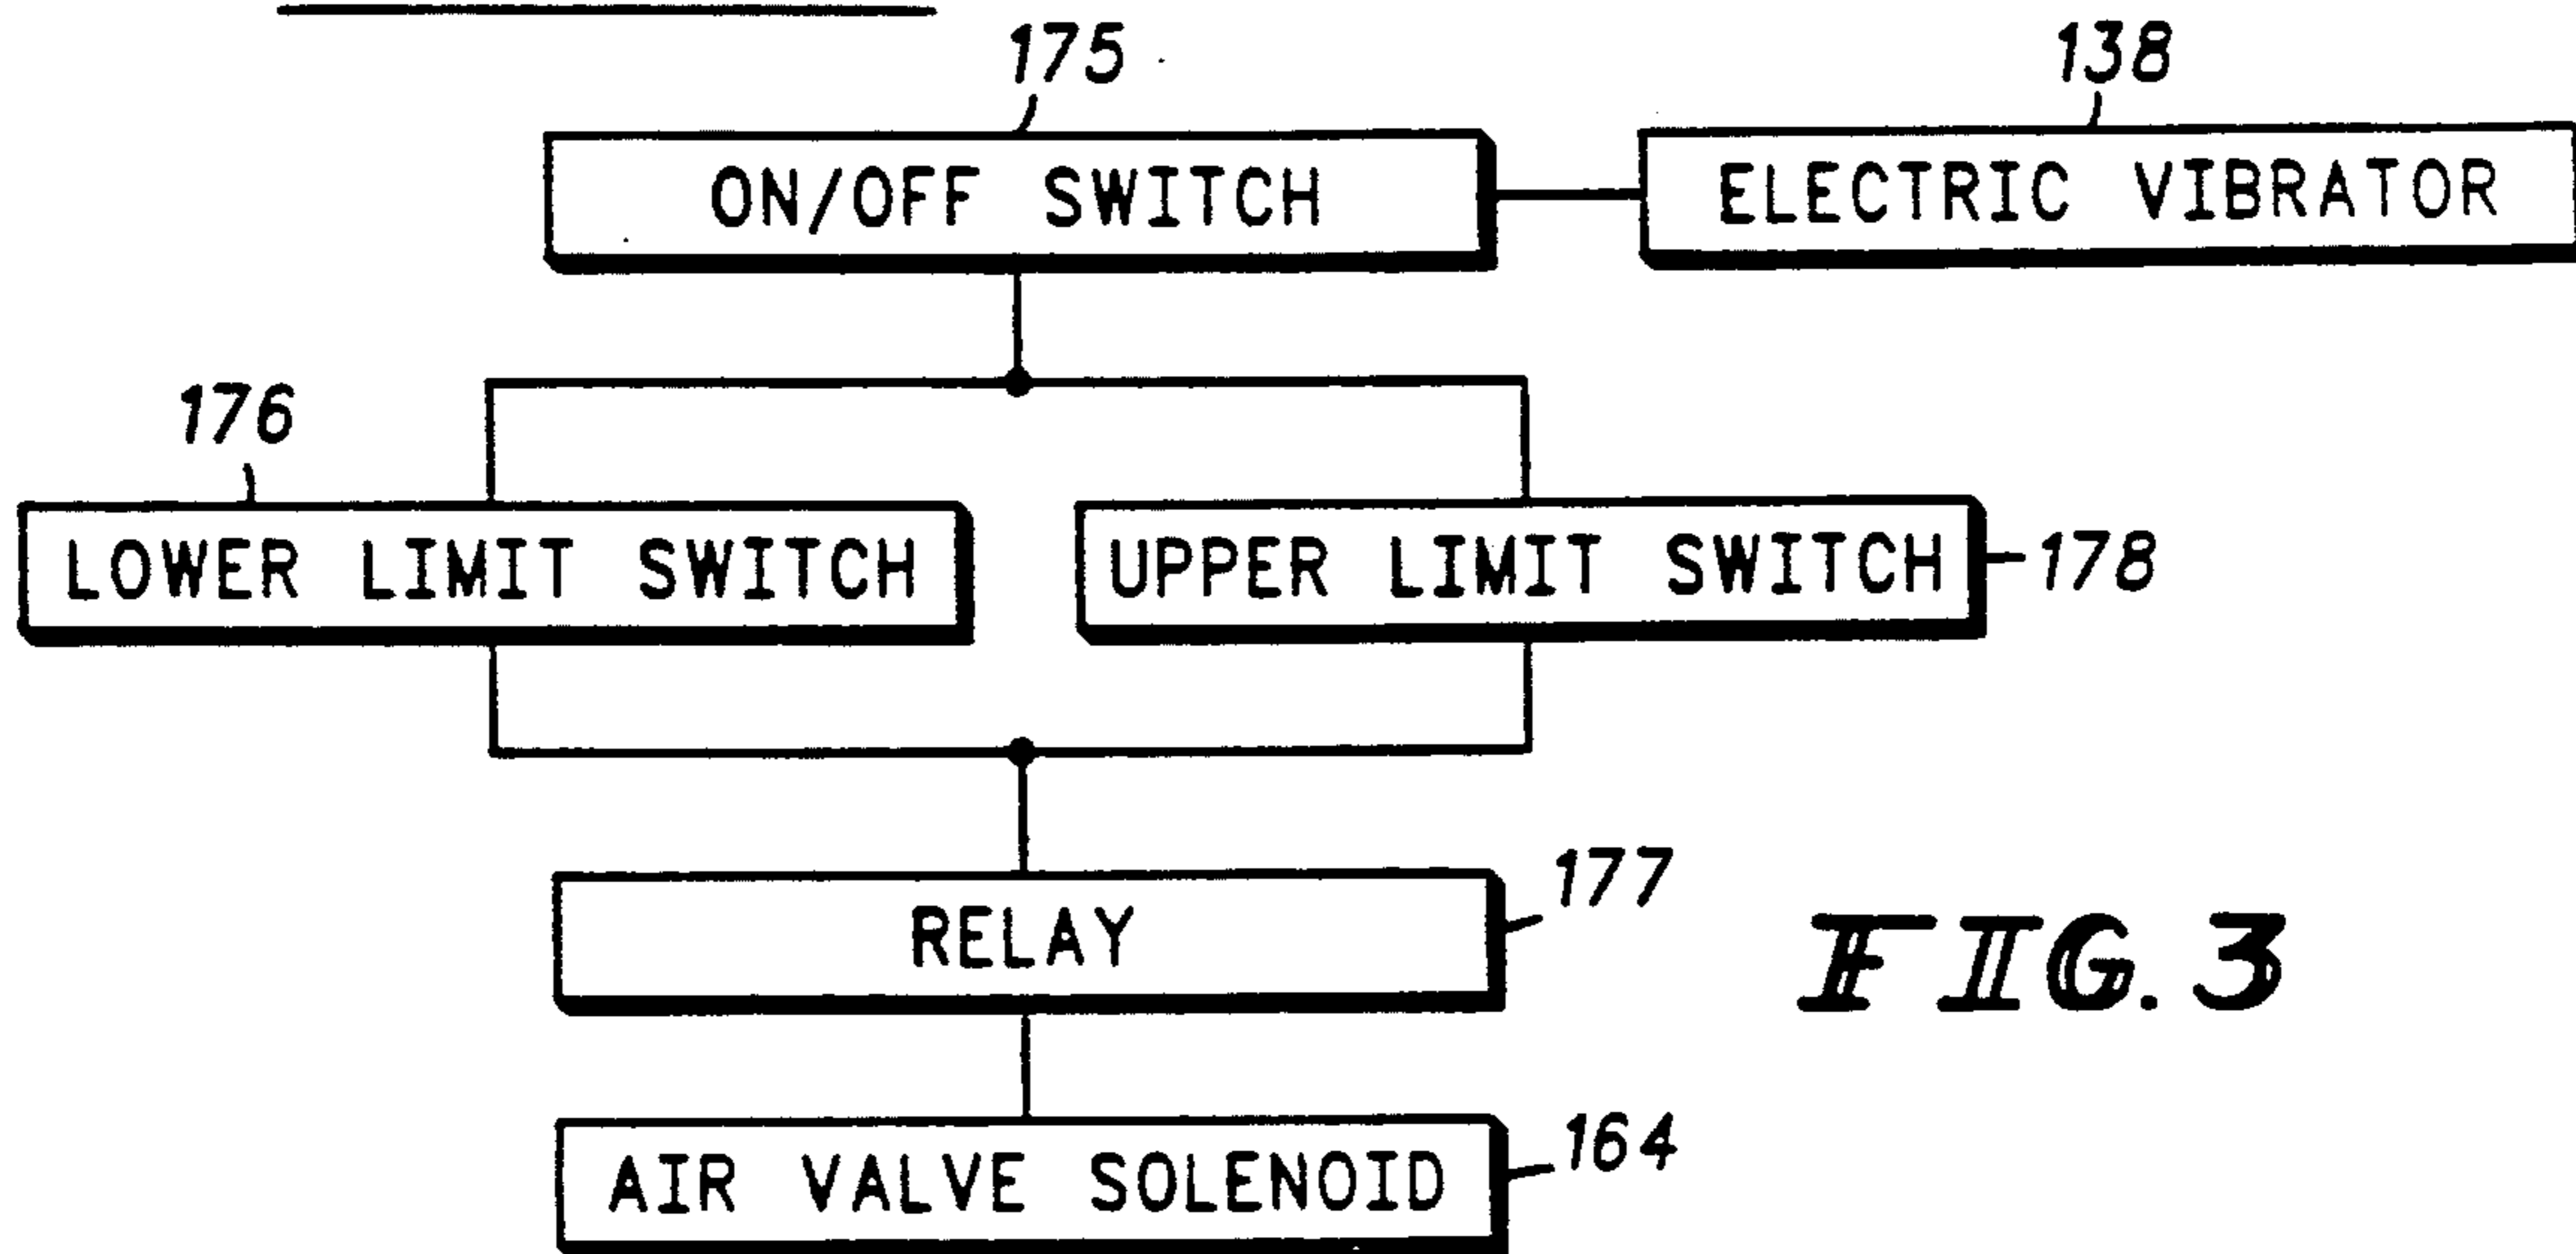 175
138
ON/OFF SWITCH
ELECTRIC VIBRATOR
176
LOWER LIMIT SWITCH
UPPER LIMIT SWITCH
178
177
RELAY
FIG. 3
164
AIR VALVE SOLENOID